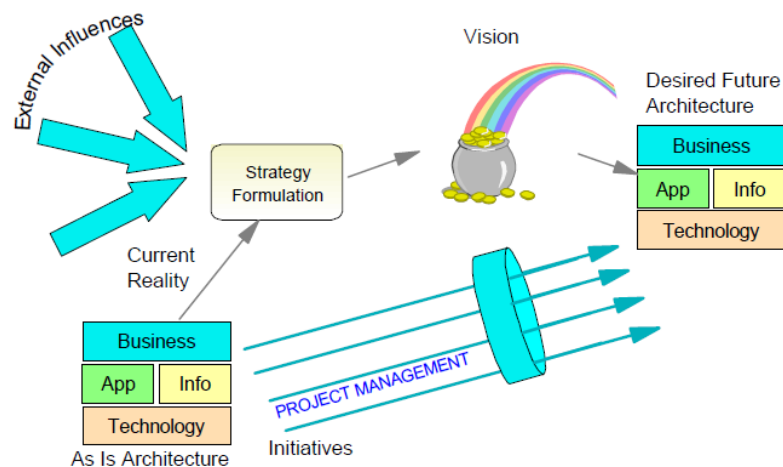 External Influences
Vision
Desired Future
Architecture
Business
App
Info
Technology
Strategy
Formulation
Current
Reality
Business
App
Info
Technology
As Is Architecture
PROJECT MANAGEMENT
Initiatives